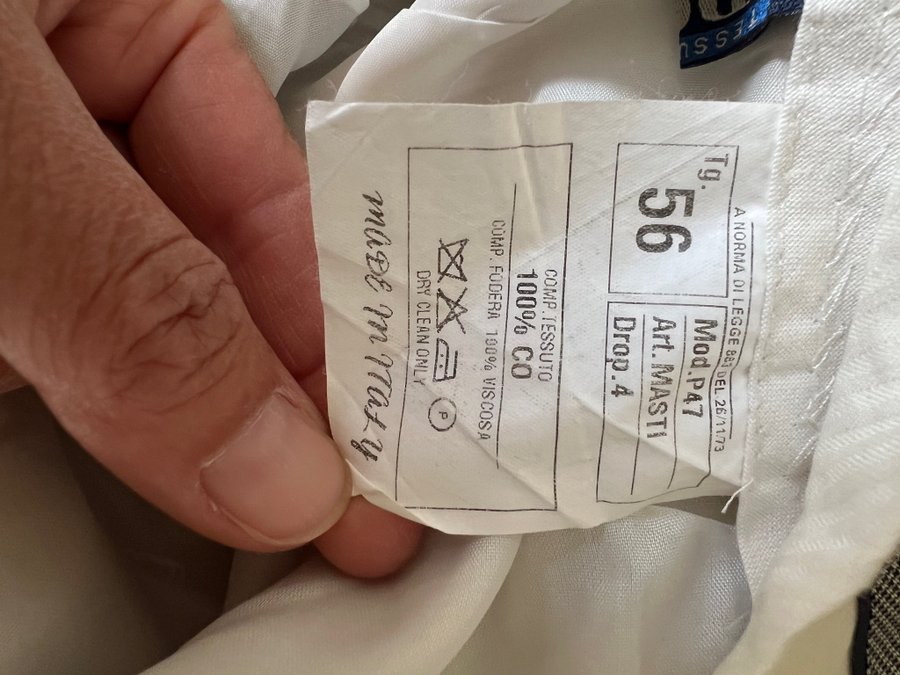 A NORMA DI LEGGE 883 DEL 26/11/73
Tg.
56
Mod.P47
Art.MASTI
Drop.4
COMP.TESSUTO
100% CO
COMP. FODERA 100% VISCOSA
P
DRY CLEAN ONLY
made in Italy